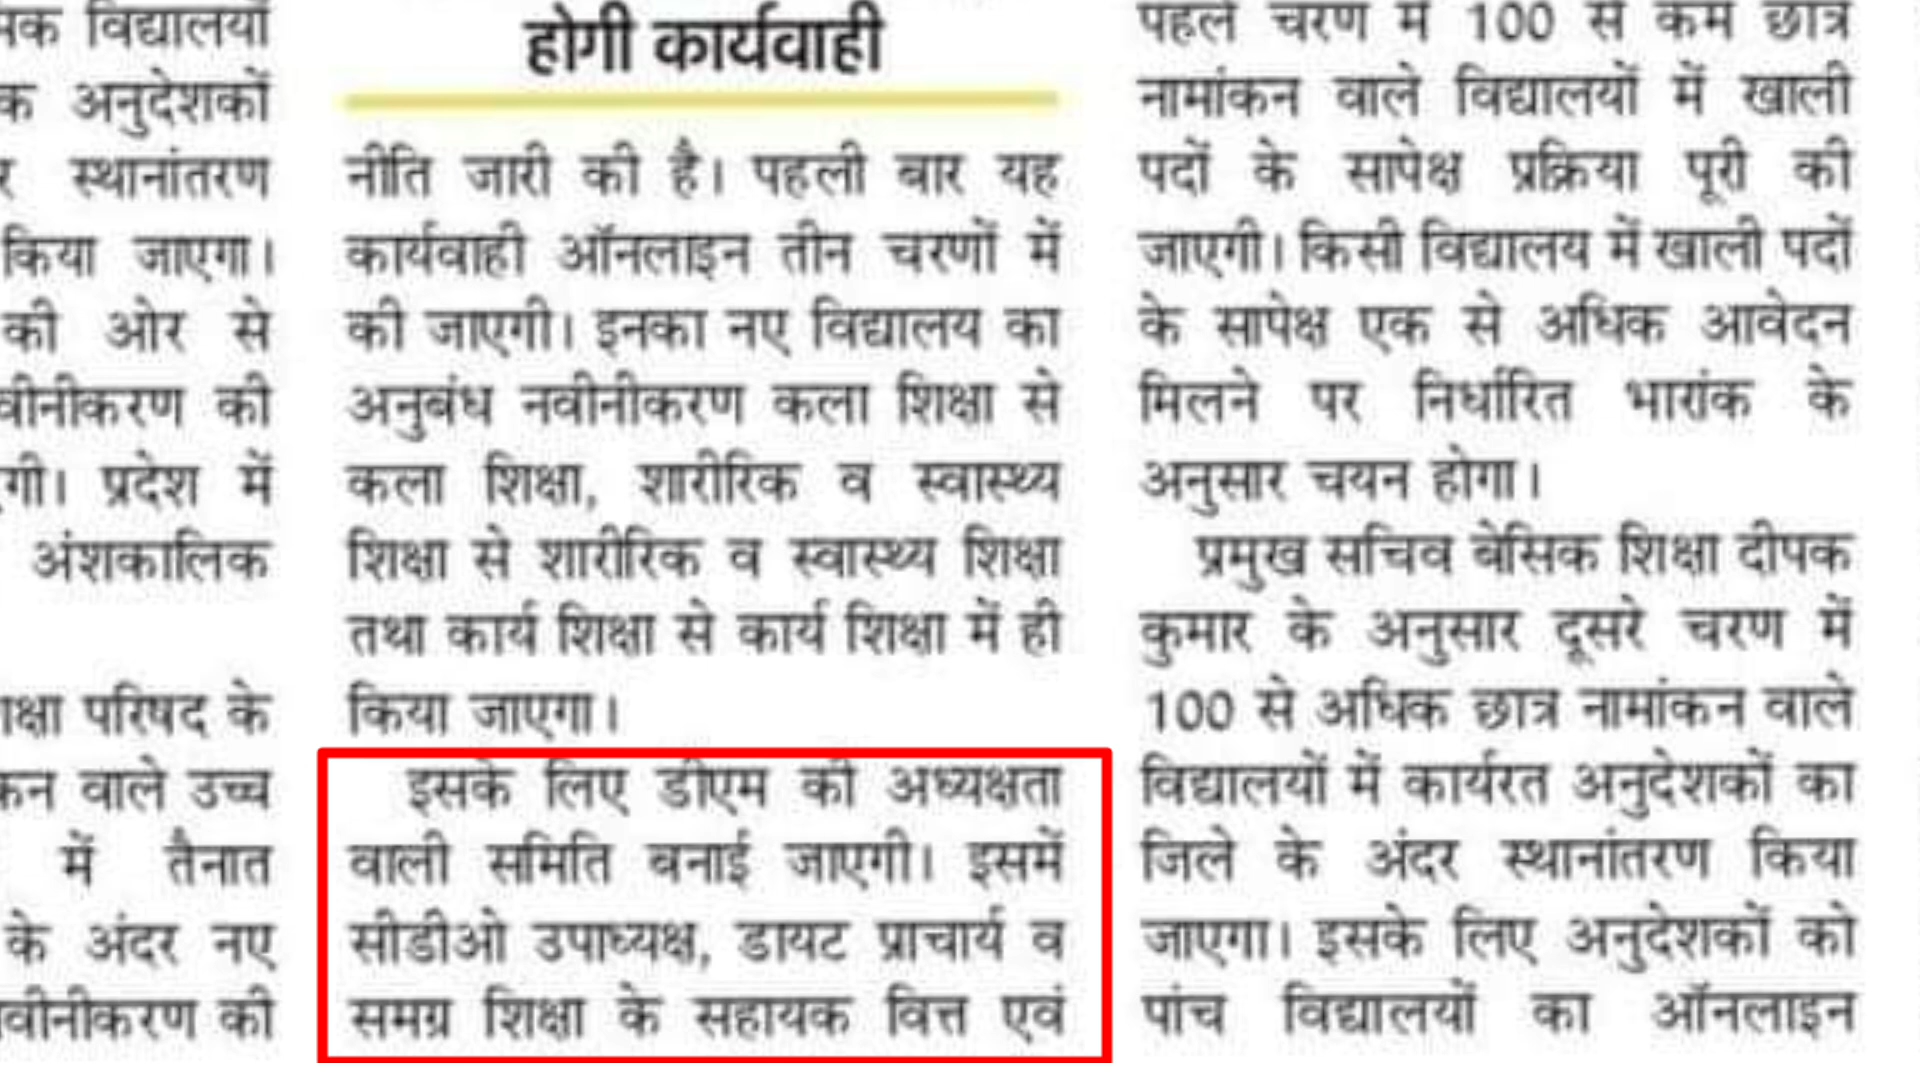 विद्यालयों
अनुदेशकों
स्थानांतरण
किया जाएगा।
की ओर से
की
प्रदेश में
अंशकालिक
परिषद के
वाले उच्च
में तैनात
के अंदर नए
की
होगी कार्यवाही
नीति जारी की है। पहली बार यह
कार्यवाही ऑनलाइन तीन चरणों में
की जाएगी। इनका नए विद्यालय का
अनुबंध नवीनीकरण कला शिक्षा से
कला शिक्षा, शारीरिक व स्वास्थ्य
शिक्षा से शारीरिक व स्वास्थ्य शिक्षा
तथा कार्य शिक्षा से कार्य शिक्षा में ही
किया जाएगा।
इसके लिए डीएम की अध्यक्षता
वाली समिति बनाई जाएगी। इसमें
सीडीओ उपाध्यक्ष, डायट प्राचार्य व
समग्र शिक्षा के सहायक वित्त एवं
पहले चरण में 100 से कम छात्र
नामांकन वाले विद्यालयों में खाली
पदों के सापेक्ष प्रक्रिया पूरी की
जाएगी। किसी विद्यालय में खाली पदों
के सापेक्ष एक से अधिक आवेदन
मिलने पर निर्धारित भारांक के
अनुसार चयन होगा।
प्रमुख सचिव बेसिक शिक्षा दीपक
कुमार के अनुसार दूसरे चरण में
100 से अधिक छात्र नामांकन वाले
विद्यालयों में कार्यरत अनुदेशकों का
जिले के अंदर स्थानांतरण किया
जाएगा। इसके लिए अनुदेशकों को
पांच विद्यालयों का ऑनलाइन